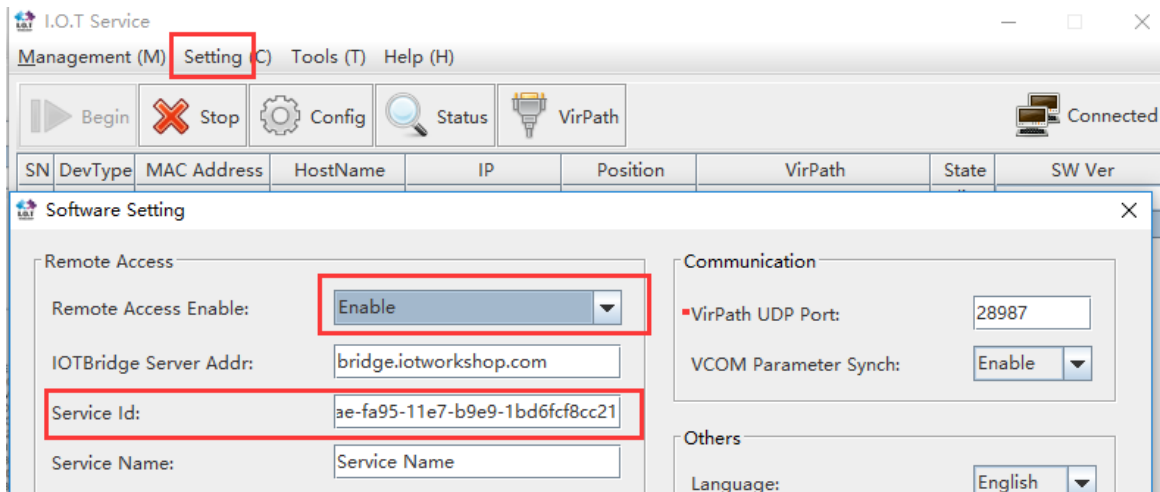 I.O.T Service
Management (M) Setting (C) Tools (T) Help (H)
Begin Stop Config Status VirPath Connected
SN DevType MAC Address HostName IP Position VirPath State SW Ver
Software Setting
Remote Access
Remote Access Enable: Enable
IOTBridge Server Addr: bridge.iotworkshop.com
Service Id: ae-fa95-11e7-b9e9-1bd6fcf8cc21
Service Name: Service Name
Communication
VirPath UDP Port: 28987
VCOM Parameter Synch: Enable
Others
Language: English